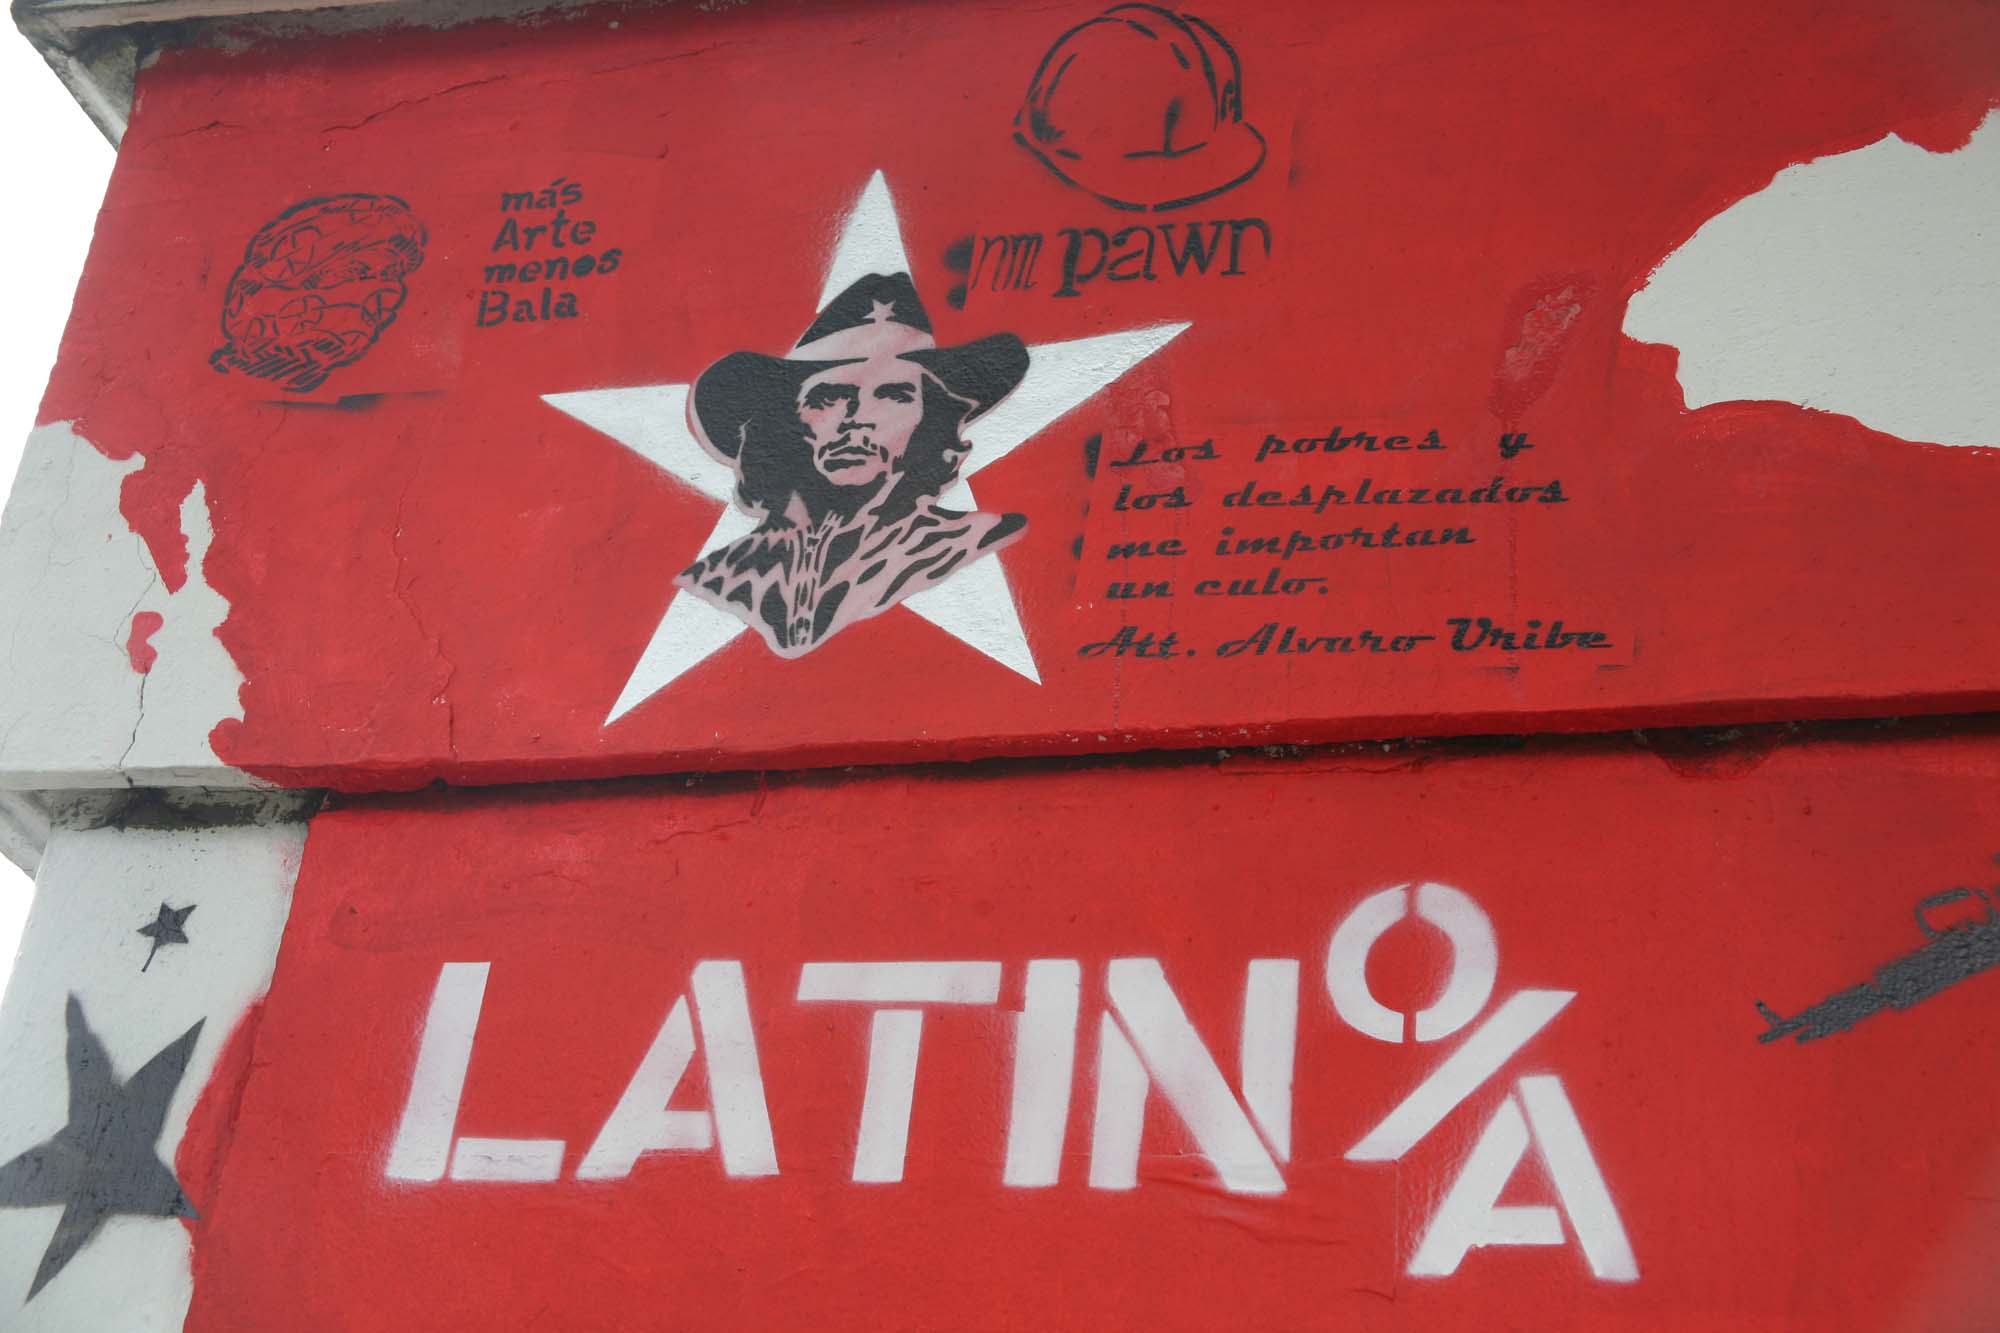 más
Arte
menos
Bala
pawn
Los pobres y
los desplazados
me importan
un culo.
Att. Alvaro Uribe
LATINO/A